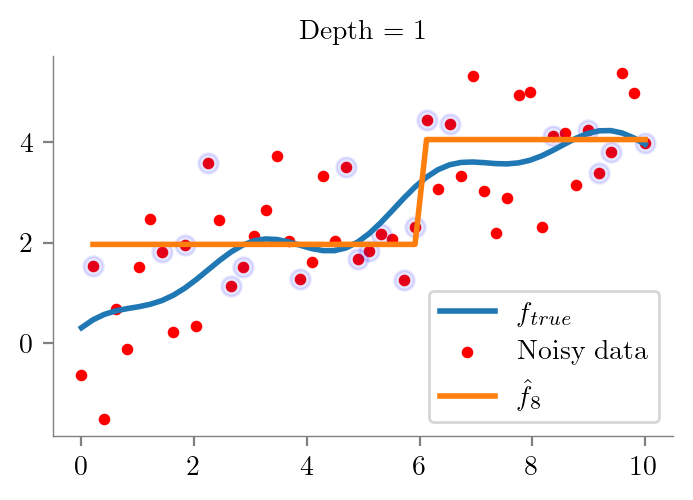 Depth = 1
4
2
0
f_true
Noisy data
f̂_8
0 2 4 6 8 10